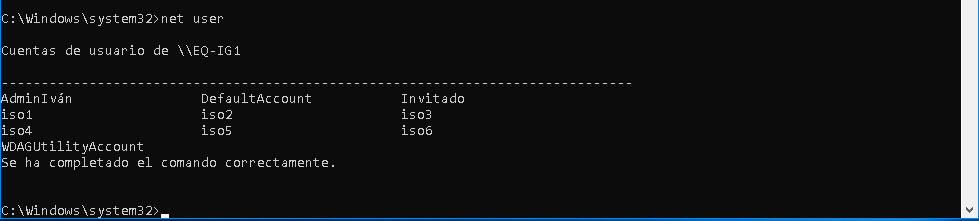 C:\Windows\system32>net user
Cuentas de usuario de \\EQ-IG1
-------------------------------------------------------------------------------
AdminIván                DefaultAccount           Invitado
iso1                     iso2                     iso3
iso4                     iso5                     iso6
WDAGUtilityAccount
Se ha completado el comando correctamente.
C:\Windows\system32>